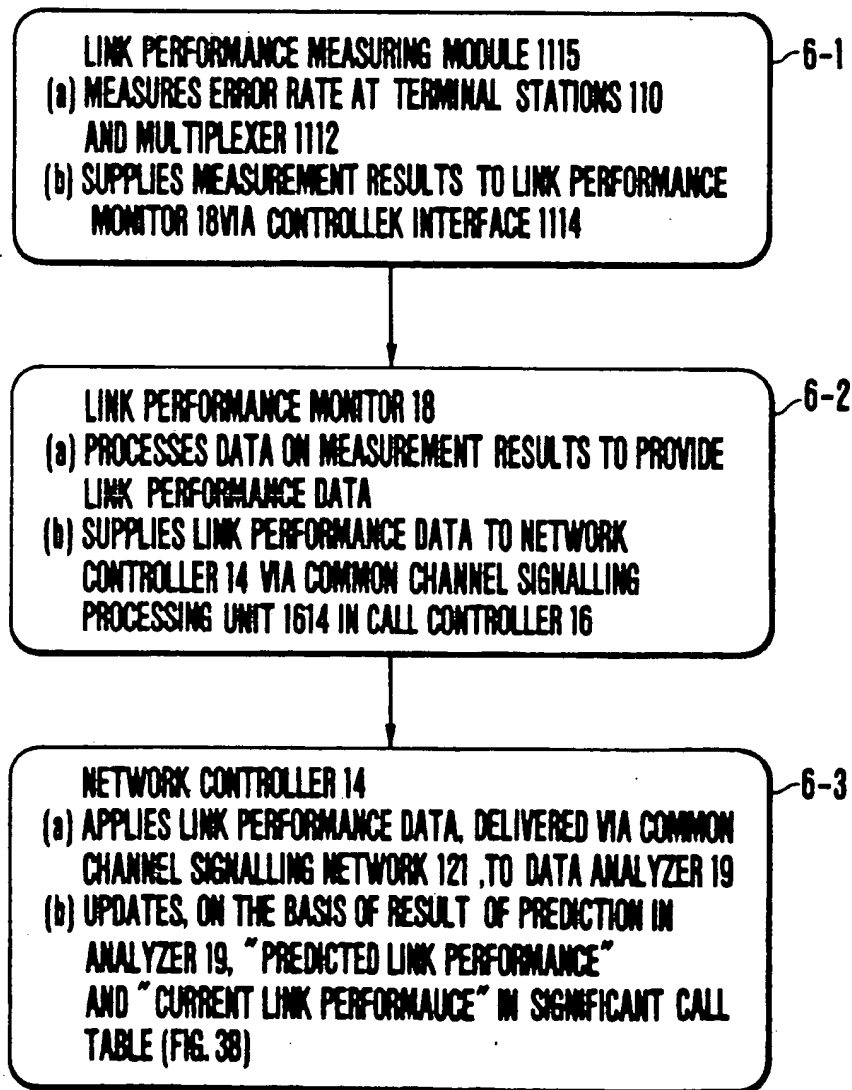 LINK PERFORMANCE MEASURING MODULE 1115
6-1
(a) MEASURES ERROR RATE AT TERMINAL STATIONS 110
AND MULTIPLEXER 1112
(b) SUPPLIES MEASUREMENT RESULTS TO LINK PERFORMANCE
MONITOR 18VIA CONTROLLEK INTERFACE 1114
LINK PERFORMANCE MONITOR 18
6-2
(a) PROCESSES DATA ON MEASUREMENT RESULTS TO PROVIDE
LINK PERFORMANCE DATA
(b) SUPPLIES LINK PERFORMANCE DATA TO NETWORK
CONTROLLER 14 VIA COMMON CHANNEL SIGNALLING
PROCESSING UNIT 1614 IN CALL CONTROLLER 16
NETWORK CONTROLLER 14
6-3
(a) APPLIES LINK PERFORMANCE DATA, DELIVERED VIA COMMON
CHANNEL SIGNALLING NETWORK 121 ,TO DATA ANALYZER 19
(b) UPDATES, ON THE BASIS OF RESULT OF PREDICTION IN
ANALYZER 19, "PREDICTED LINK PERFORMANCE"
AND "CURRENT LINK PERFORMAUCE" IN SIGNIFICANT CALL
TABLE (FIG. 3B)